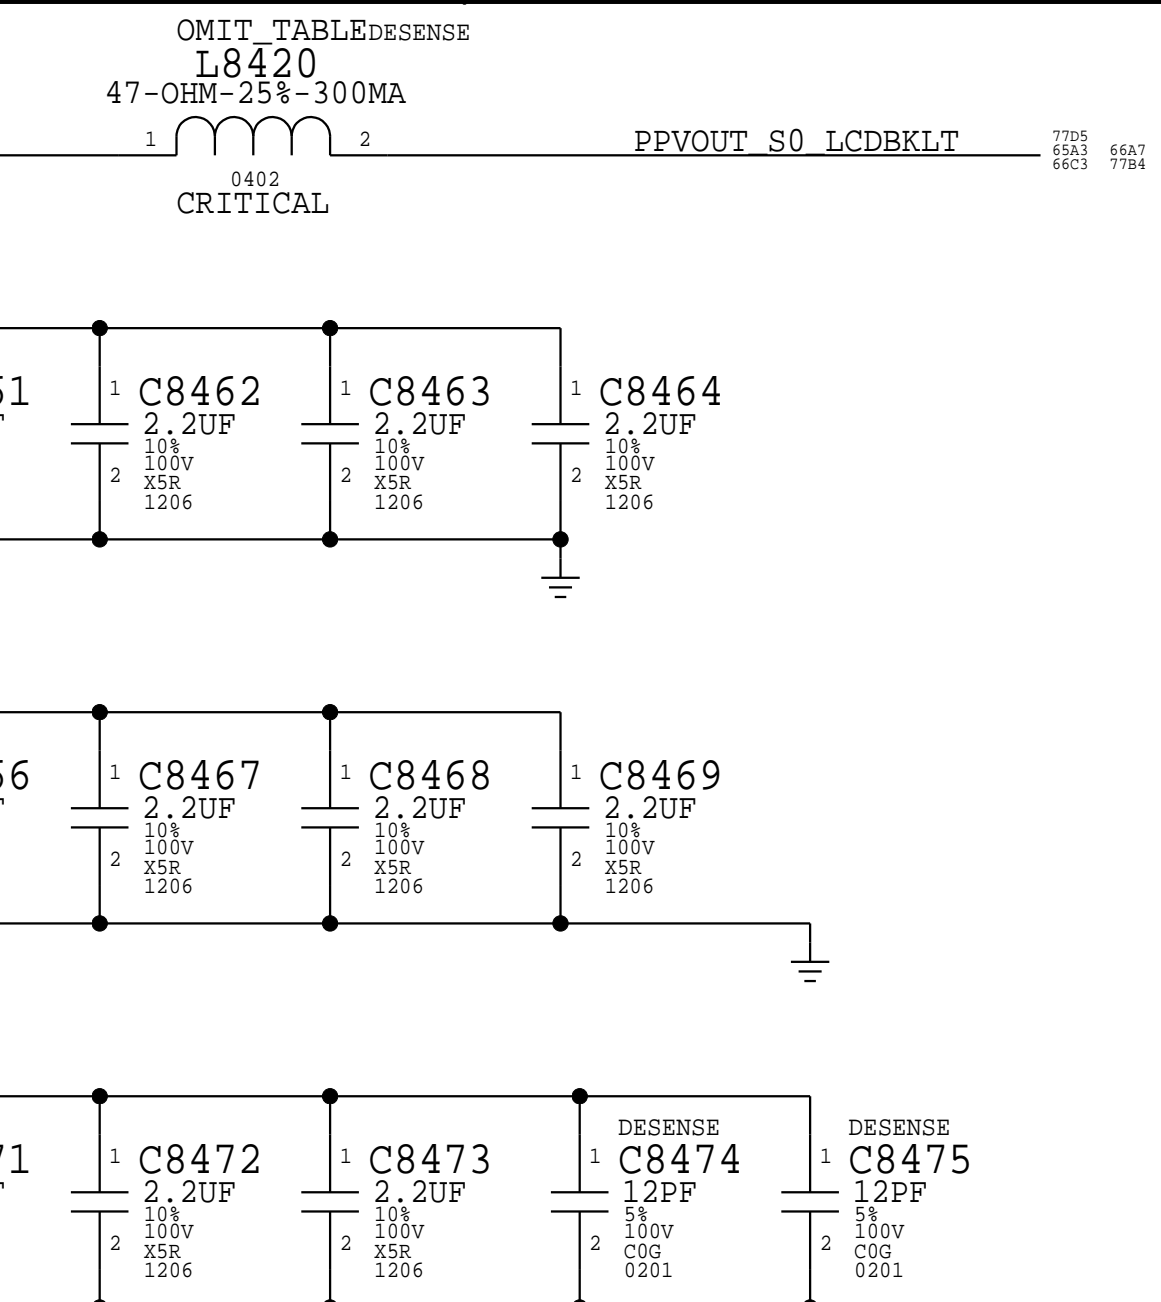 OMIT_TABLE DESENSE
L8420
47-OHM-25%-300MA
1 2
0402
CRITICAL
PPVOUT_S0_LCDBKLT
77D5
65A3 66A7
66C3 77B4
1
1 C8462
2.2UF
10%
100V
2
X5R
1206
1 C8463
2.2UF
10%
100V
2
X5R
1206
1 C8464
2.2UF
10%
100V
2
X5R
1206
6
1 C8467
2.2UF
10%
100V
2
X5R
1206
1 C8468
2.2UF
10%
100V
2
X5R
1206
1 C8469
2.2UF
10%
100V
2
X5R
1206
1
1 C8472
2.2UF
10%
100V
2
X5R
1206
1 C8473
2.2UF
10%
100V
2
X5R
1206
DESENSE
1 C8474
12PF
5%
100V
2
C0G
0201
DESENSE
1 C8475
12PF
5%
100V
2
C0G
0201